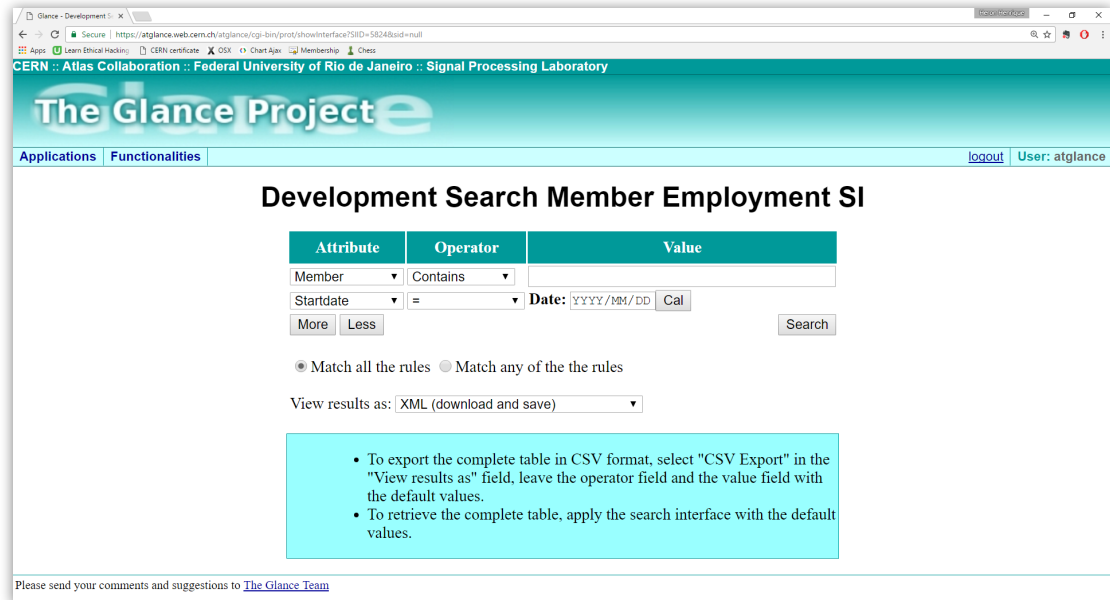 Glance - Development S
Heron Henrique
Secure | https://atglance.web.cern.ch/atglance/cgi-bin/prot/showInterface?SIID=5824&sid=null
Apps Learn Ethical Hacking CERN certificate OSX Chart Ajax Membership Chess
CERN :: Atlas Collaboration :: Federal University of Rio de Janeiro :: Signal Processing Laboratory
Glance
The Glance Project
Applications Functionalities logout User: atglance
Development Search Member Employment SI
Attribute Operator Value
Member Contains
Startdate = Date: YYYY/MM/DD Cal
More Less Search
Match all the rules Match any of the the rules
View results as: XML (download and save)
• To export the complete table in CSV format, select "CSV Export" in the
"View results as" field, leave the operator field and the value field with
the default values.
• To retrieve the complete table, apply the search interface with the default
values.
Please send your comments and suggestions to The Glance Team